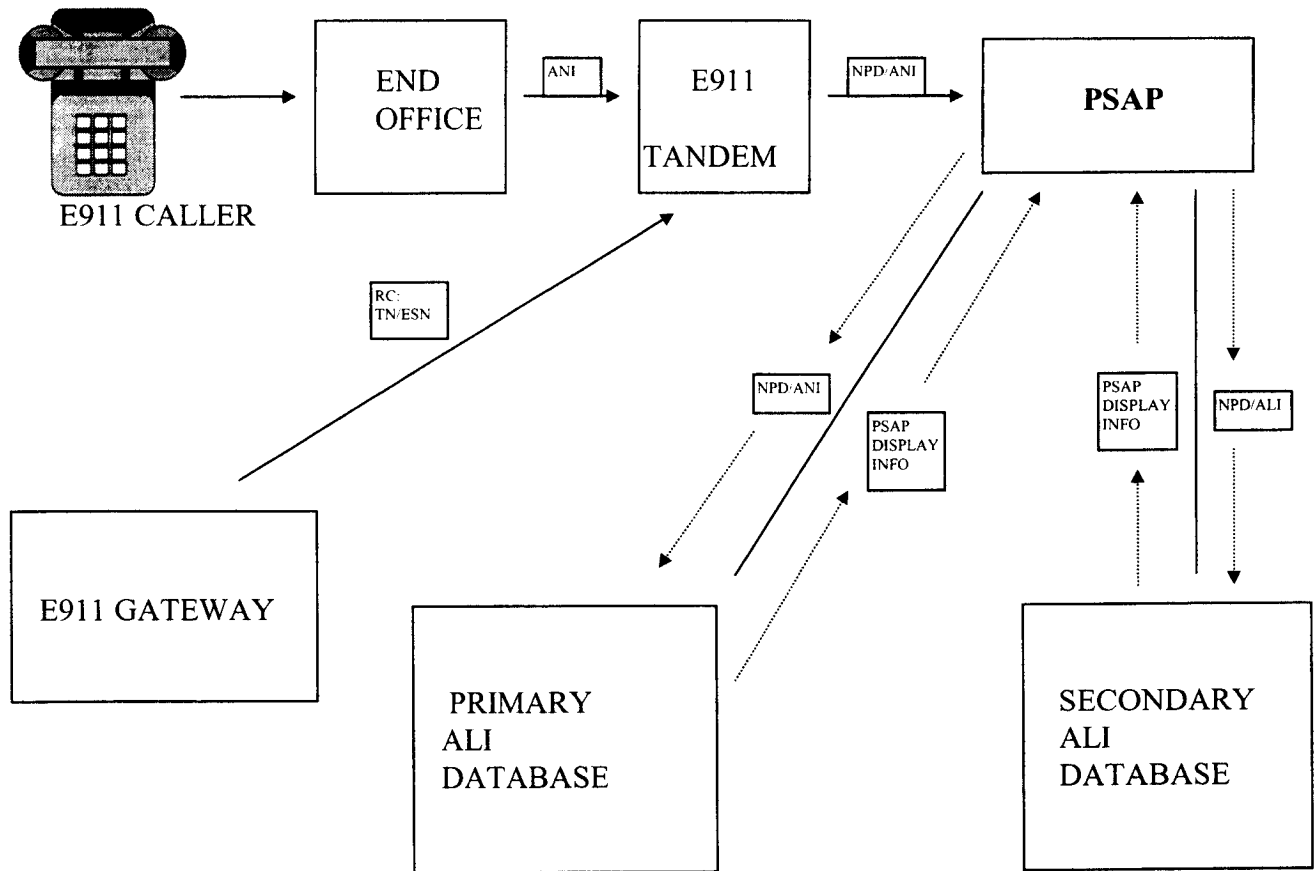 END
OFFICE
ANI
E911
TANDEM
NPD/ANI
PSAP
E911 CALLER
RC:
TN/ESN
NPD/ANI
PSAP
DISPLAY
INFO
PSAP
DISPLAY
INFO
NPD/ALI
E911 GATEWAY
PRIMARY
ALI
DATABASE
SECONDARY
ALI
DATABASE